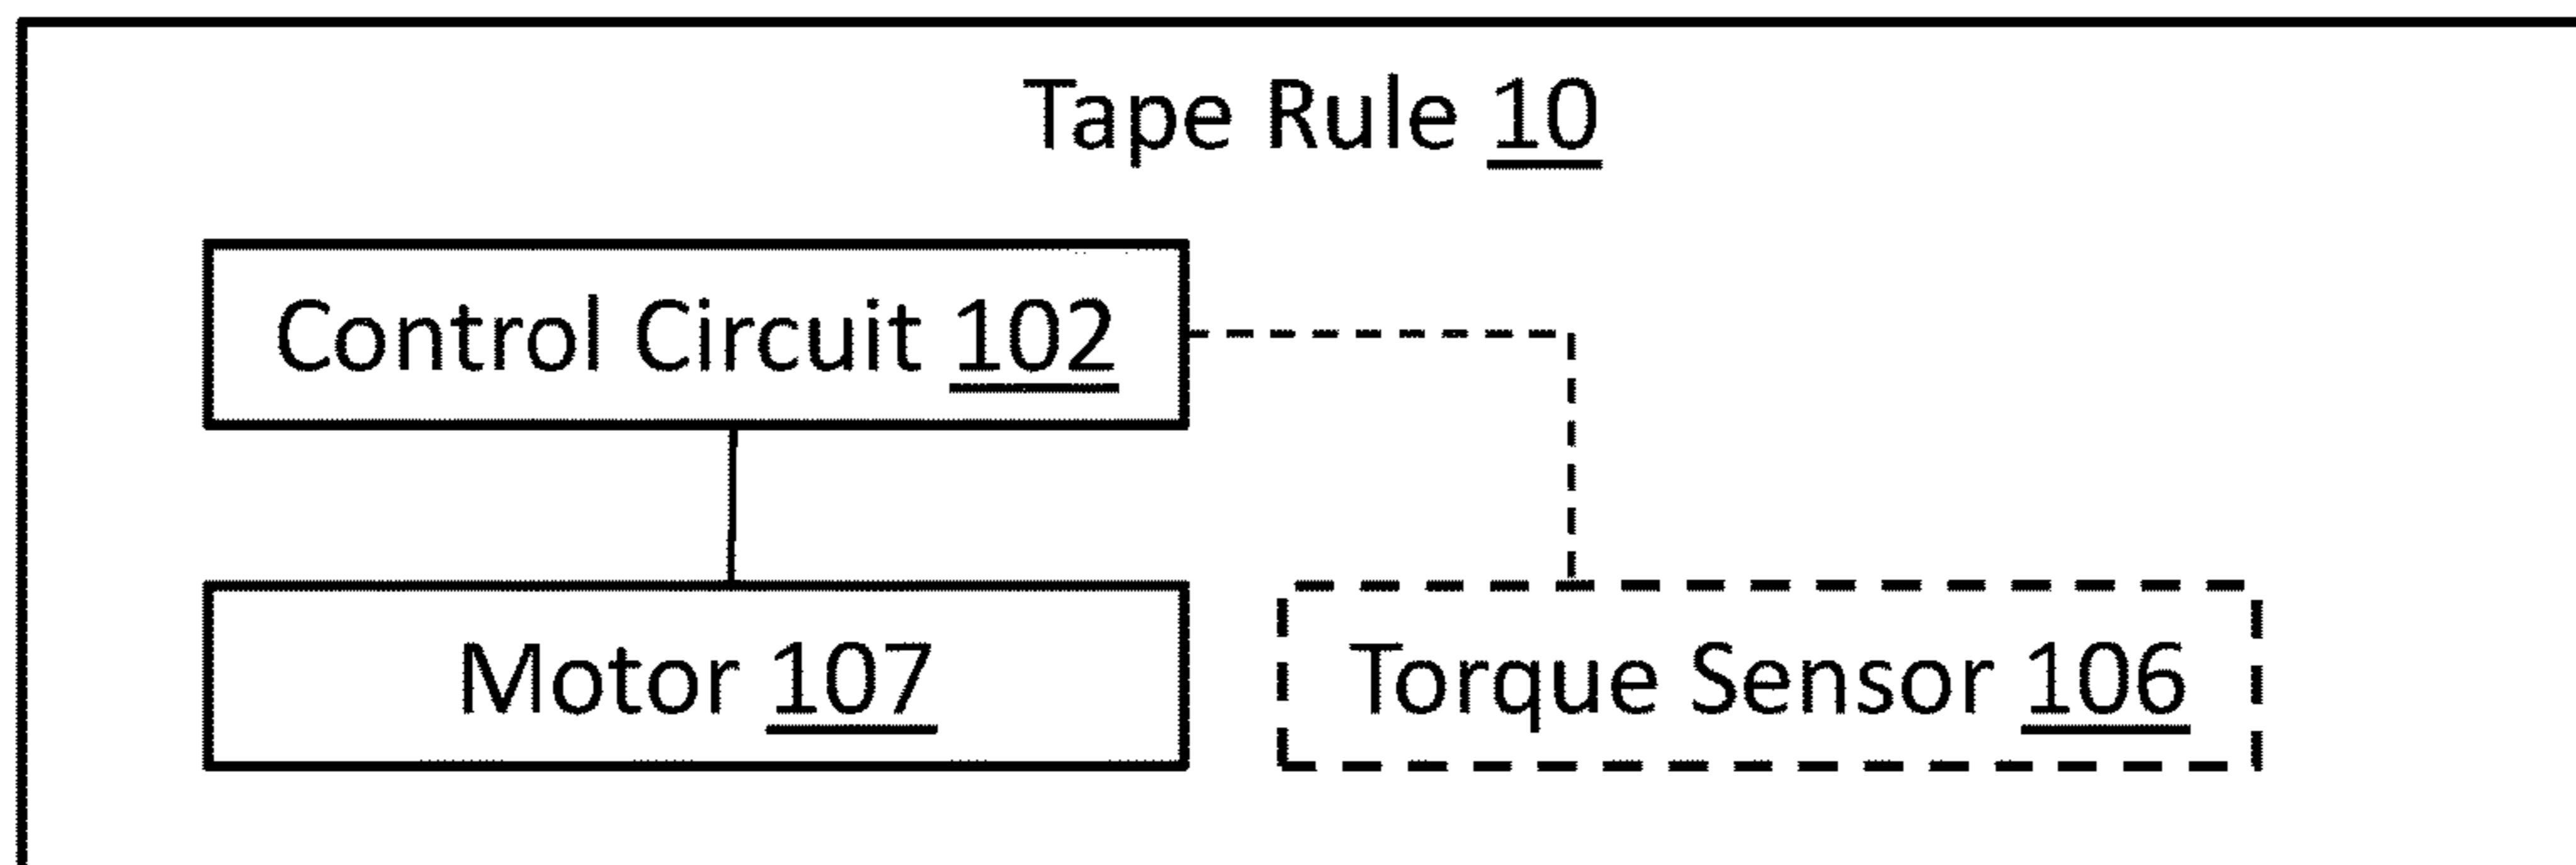 Tape Rule 10
Control Circuit 102
Motor 107
Torque Sensor 106